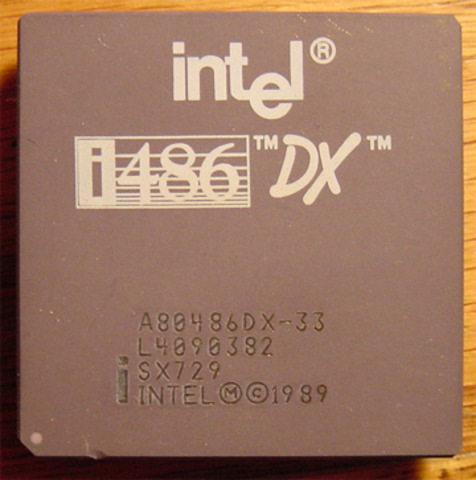 intel®
i486™ DX™
A80486DX-33
L4090382
i SX729
INTEL Ⓜ © 1989